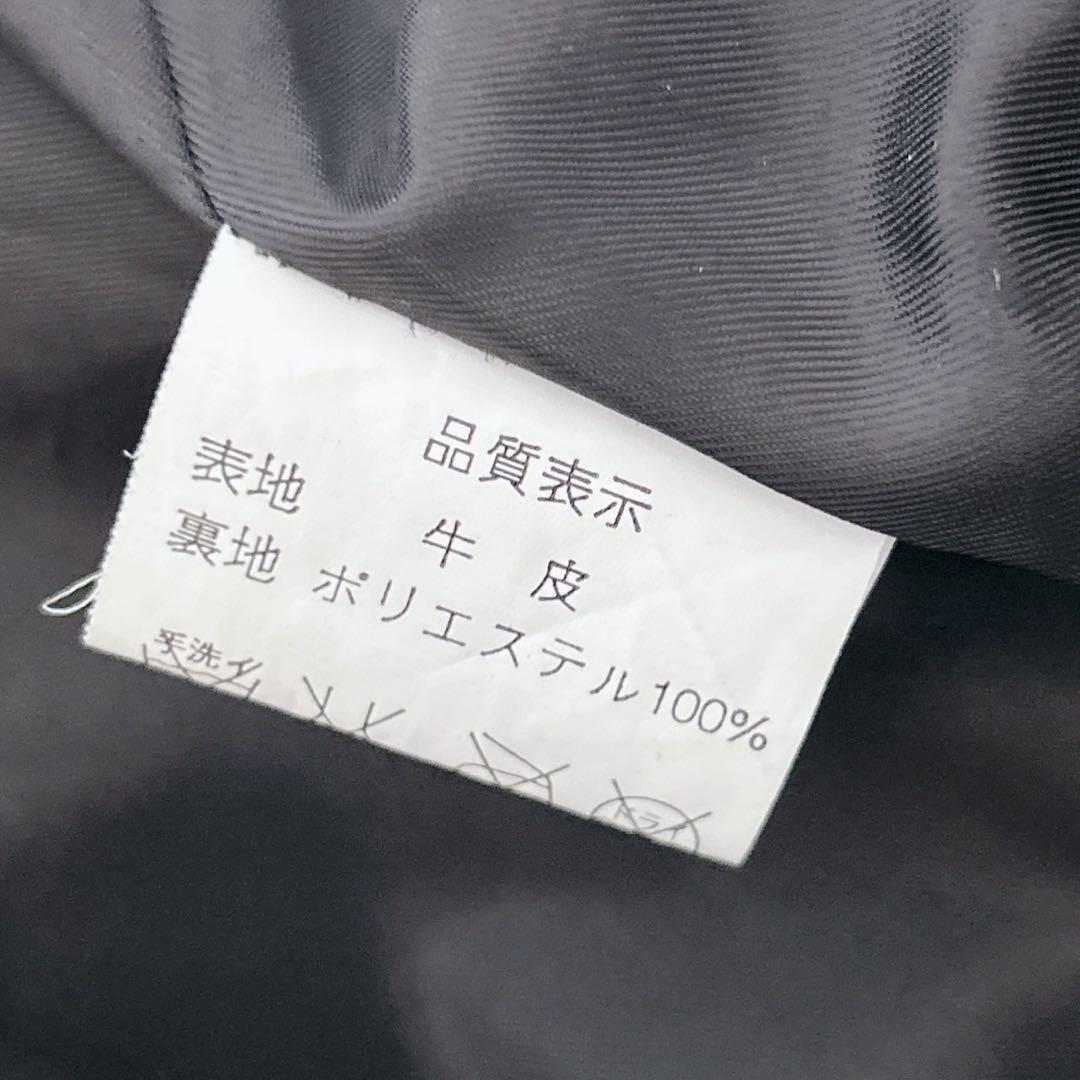 品質表示
表地 牛 皮
裏地 ポリエステル100%
手洗イ
ドライ